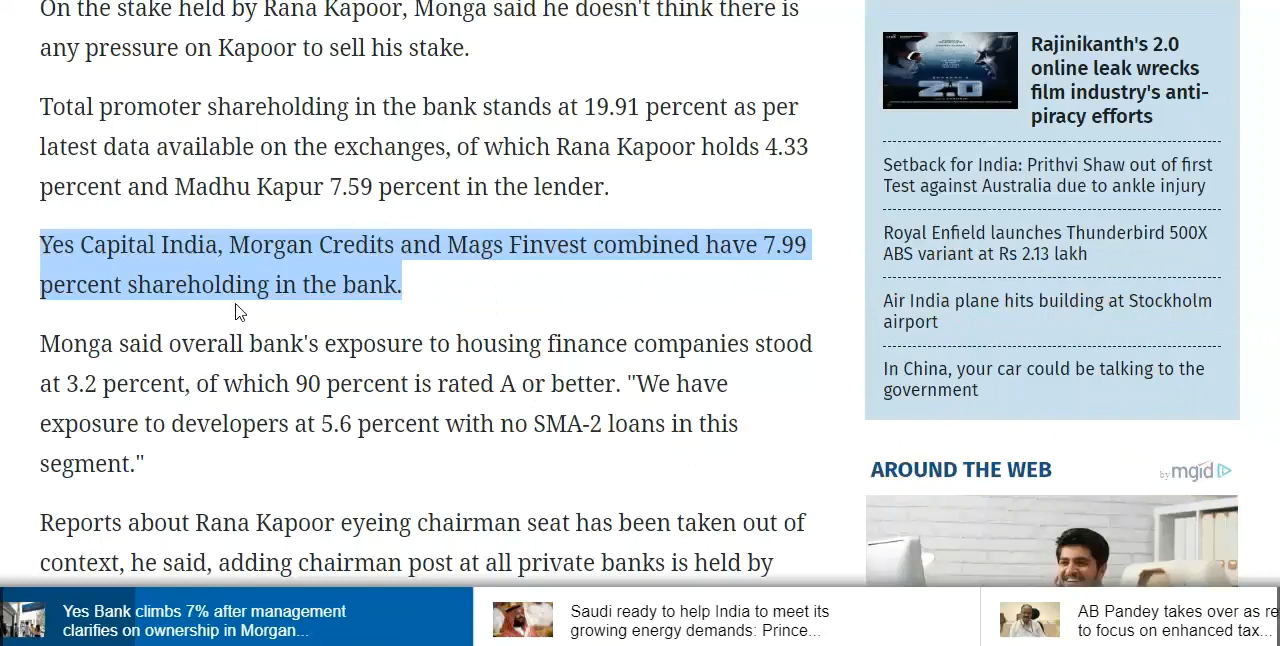 On the stake held by Rana Kapoor, Monga said he doesn't think there is
any pressure on Kapoor to sell his stake.
Total promoter shareholding in the bank stands at 19.91 percent as per
latest data available on the exchanges, of which Rana Kapoor holds 4.33
percent and Madhu Kapur 7.59 percent in the lender.
Yes Capital India, Morgan Credits and Mags Finvest combined have 7.99
percent shareholding in the bank.
Monga said overall bank's exposure to housing finance companies stood
at 3.2 percent, of which 90 percent is rated A or better. "We have
exposure to developers at 5.6 percent with no SMA-2 loans in this
segment."
Reports about Rana Kapoor eyeing chairman seat has been taken out of
context, he said, adding chairman post at all private banks is held by
2.0
Rajinikanth's 2.0
online leak wrecks
film industry's anti-
piracy efforts
Setback for India: Prithvi Shaw out of first
Test against Australia due to ankle injury
Royal Enfield launches Thunderbird 500X
ABS variant at Rs 2.13 lakh
Air India plane hits building at Stockholm
airport
In China, your car could be talking to the
government
AROUND THE WEB
by mgid
Yes Bank climbs 7% after management
clarifies on ownership in Morgan...
Saudi ready to help India to meet its
growing energy demands: Prince...
AB Pandey takes over as re
to focus on enhanced tax...